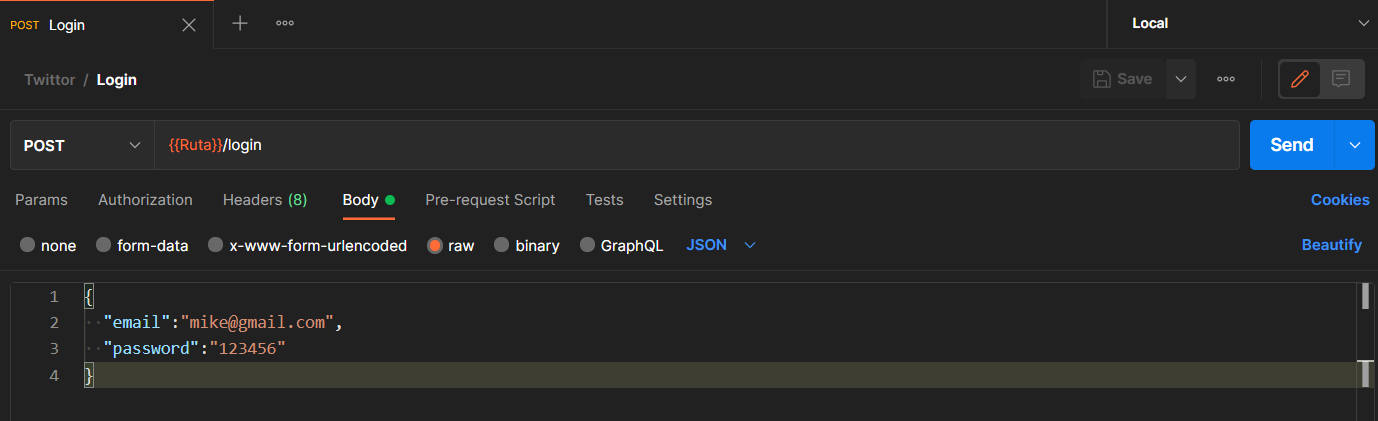 POST Login
Local
Twittor / Login
Save
POST {{Ruta}}/login
Send
Params Authorization Headers (8) Body Pre-request Script Tests Settings Cookies
none form-data x-www-form-urlencoded raw binary GraphQL JSON Beautify
1 {
2 "email":"mike@gmail.com",
3 "password":"123456"
4 }